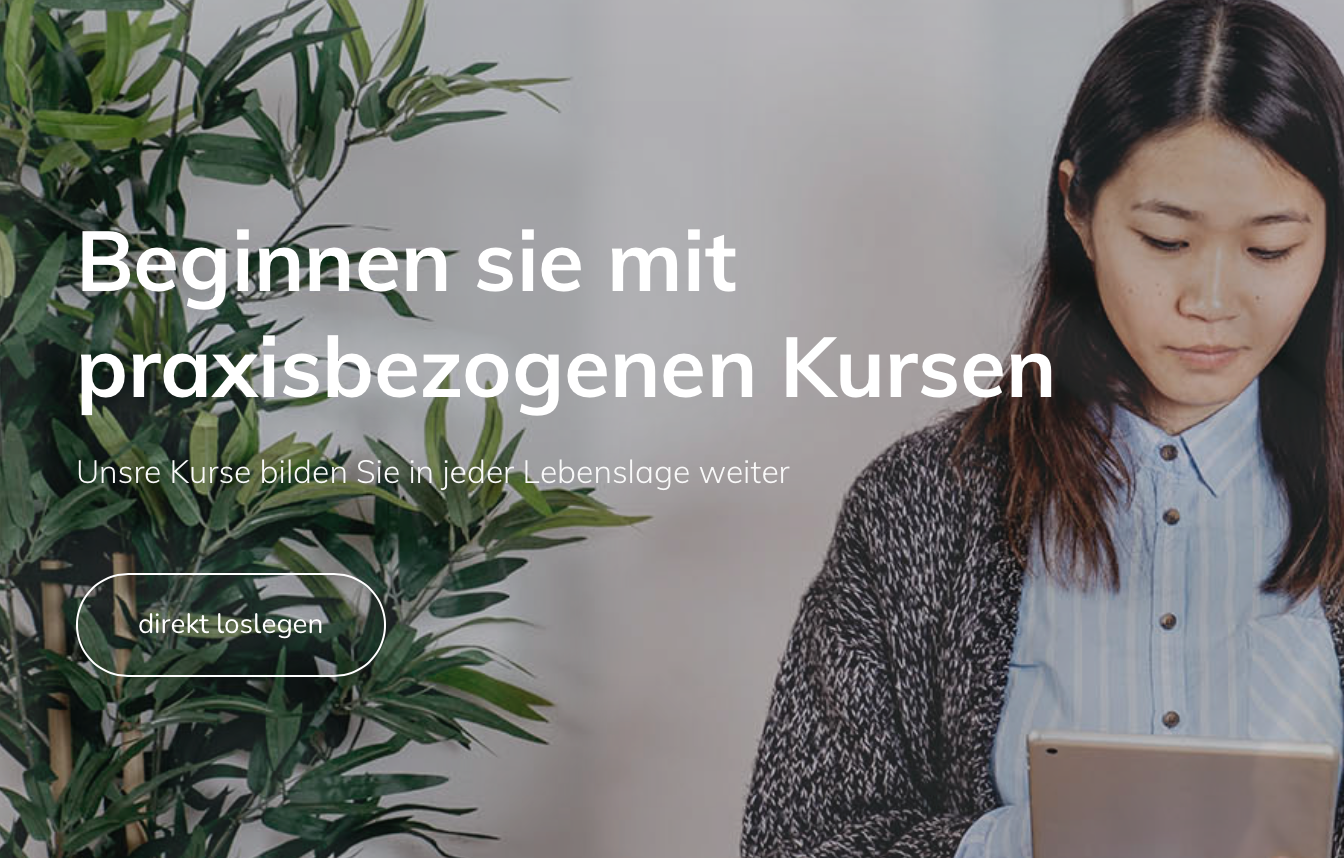 Beginnen sie mit
praxisbezogenen Kursen
Unsre Kurse bilden Sie in jeder Lebenslage weiter
direkt loslegen